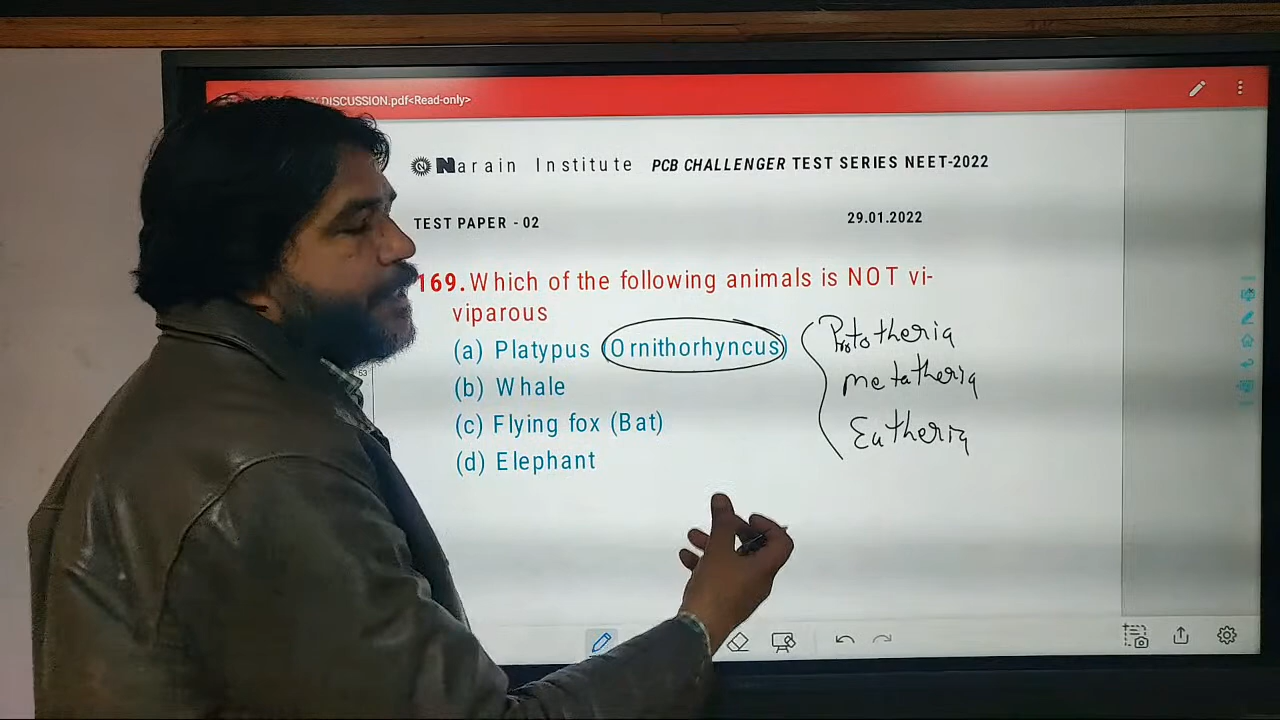 DISCUSSION.pdf<Read-only>
Narain Institute PCB CHALLENGER TEST SERIES NEET-2022
TEST PAPER - 02 29.01.2022
169. Which of the following animals is NOT vi-
viparous
(a) Platypus (Ornithorhyncus)
(b) Whale
(c) Flying fox (Bat)
(d) Elephant
Prototheria
metatheria
Eutheria
53